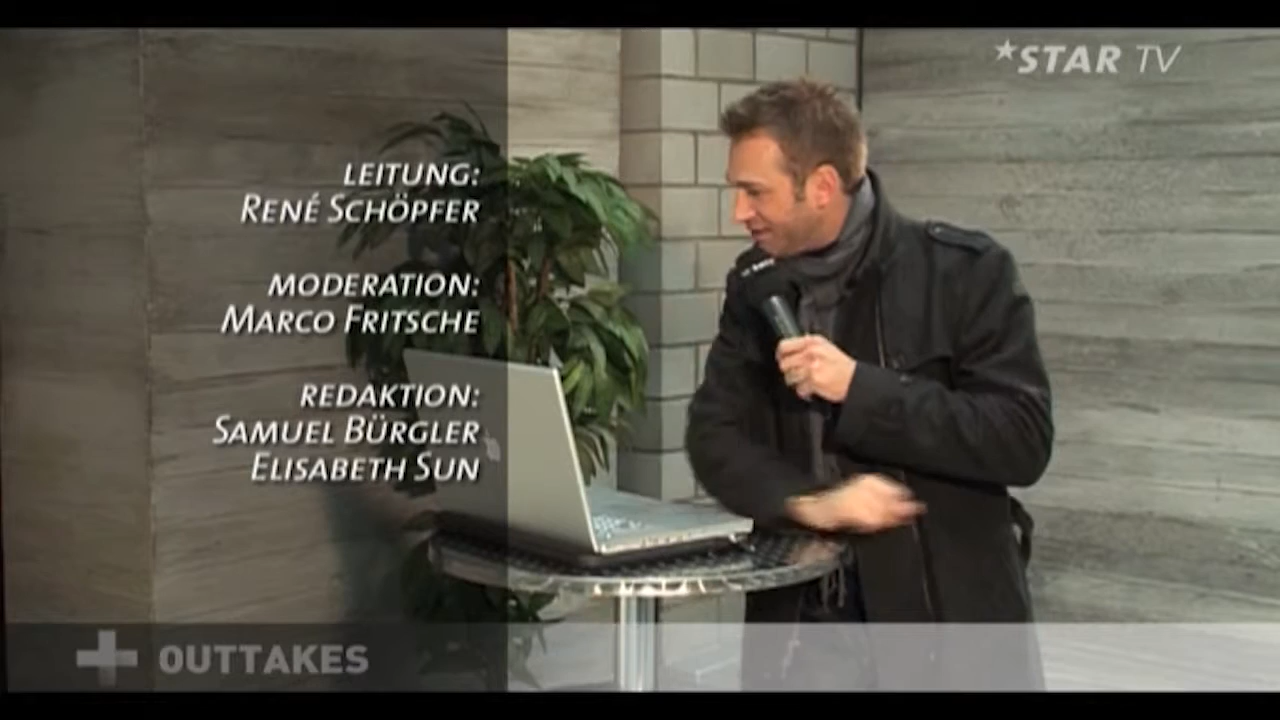 *STAR TV
LEITUNG:
RENÉ SCHÖPFER
MODERATION:
MARCO FRITSCHE
REDAKTION:
SAMUEL BÜRGLER
ELISABETH SUN
+ OUTTAKES